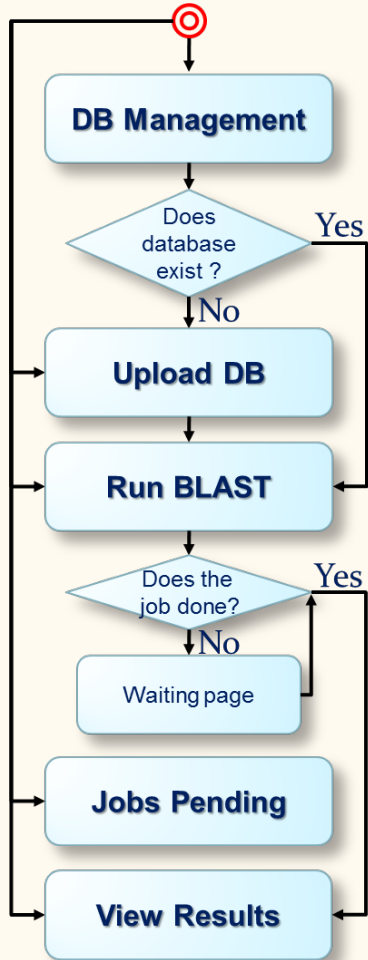 DB Management
Does
database
exist ?
Yes
No
Upload DB
Run BLAST
Does the
job done?
Yes
No
Waiting page
Jobs Pending
View Results